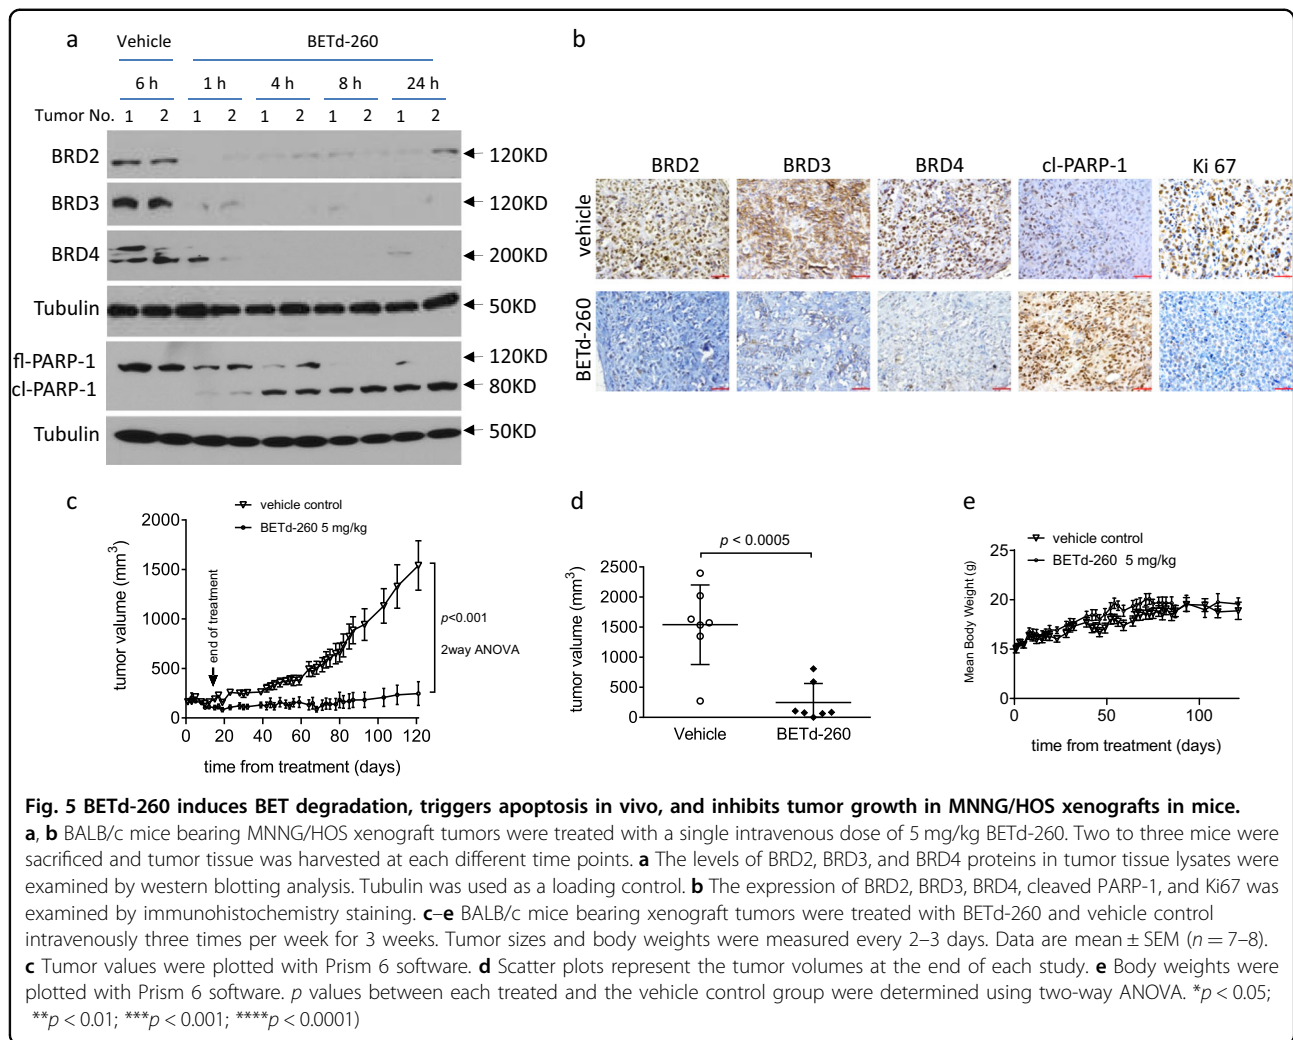 a
Vehicle BETd-260
6 h 1 h 4 h 8 h 24 h
Tumor No. 1 2 1 2 1 2 1 2 1 2
BRD2 120KD
BRD3 120KD
BRD4 200KD
Tubulin 50KD
fl-PARP-1 120KD
cl-PARP-1 80KD
Tubulin 50KD
b
BRD2 BRD3 BRD4 cl-PARP-1 Ki 67
vehicle
BETd-260
c
vehicle control
BETd-260 5 mg/kg
tumor valume (mm³)
2000
1500
1000
500
0
end of treatment
p<0.001
2way ANOVA
0 20 40 60 80 100 120
time from treatment (days)
d
p < 0.0005
tumor valume (mm³)
2500
2000
1500
1000
500
0
Vehicle BETd-260
e
vehicle control
BETd-260 5 mg/kg
Mean Body Weight (g)
25
20
15
0
0 50 100
time from treatment (days)
Fig. 5 BETd-260 induces BET degradation, triggers apoptosis in vivo, and inhibits tumor growth in MNNG/HOS xenografts in mice.
a, b BALB/c mice bearing MNNG/HOS xenograft tumors were treated with a single intravenous dose of 5 mg/kg BETd-260. Two to three mice were
sacrificed and tumor tissue was harvested at each different time points. a The levels of BRD2, BRD3, and BRD4 proteins in tumor tissue lysates were
examined by western blotting analysis. Tubulin was used as a loading control. b The expression of BRD2, BRD3, BRD4, cleaved PARP-1, and Ki67 was
examined by immunohistochemistry staining. c–e BALB/c mice bearing xenograft tumors were treated with BETd-260 and vehicle control
intravenously three times per week for 3 weeks. Tumor sizes and body weights were measured every 2–3 days. Data are mean ± SEM (n = 7–8).
c Tumor values were plotted with Prism 6 software. d Scatter plots represent the tumor volumes at the end of each study. e Body weights were
plotted with Prism 6 software. p values between each treated and the vehicle control group were determined using two-way ANOVA. *p < 0.05;
**p < 0.01; ***p < 0.001; ****p < 0.0001)